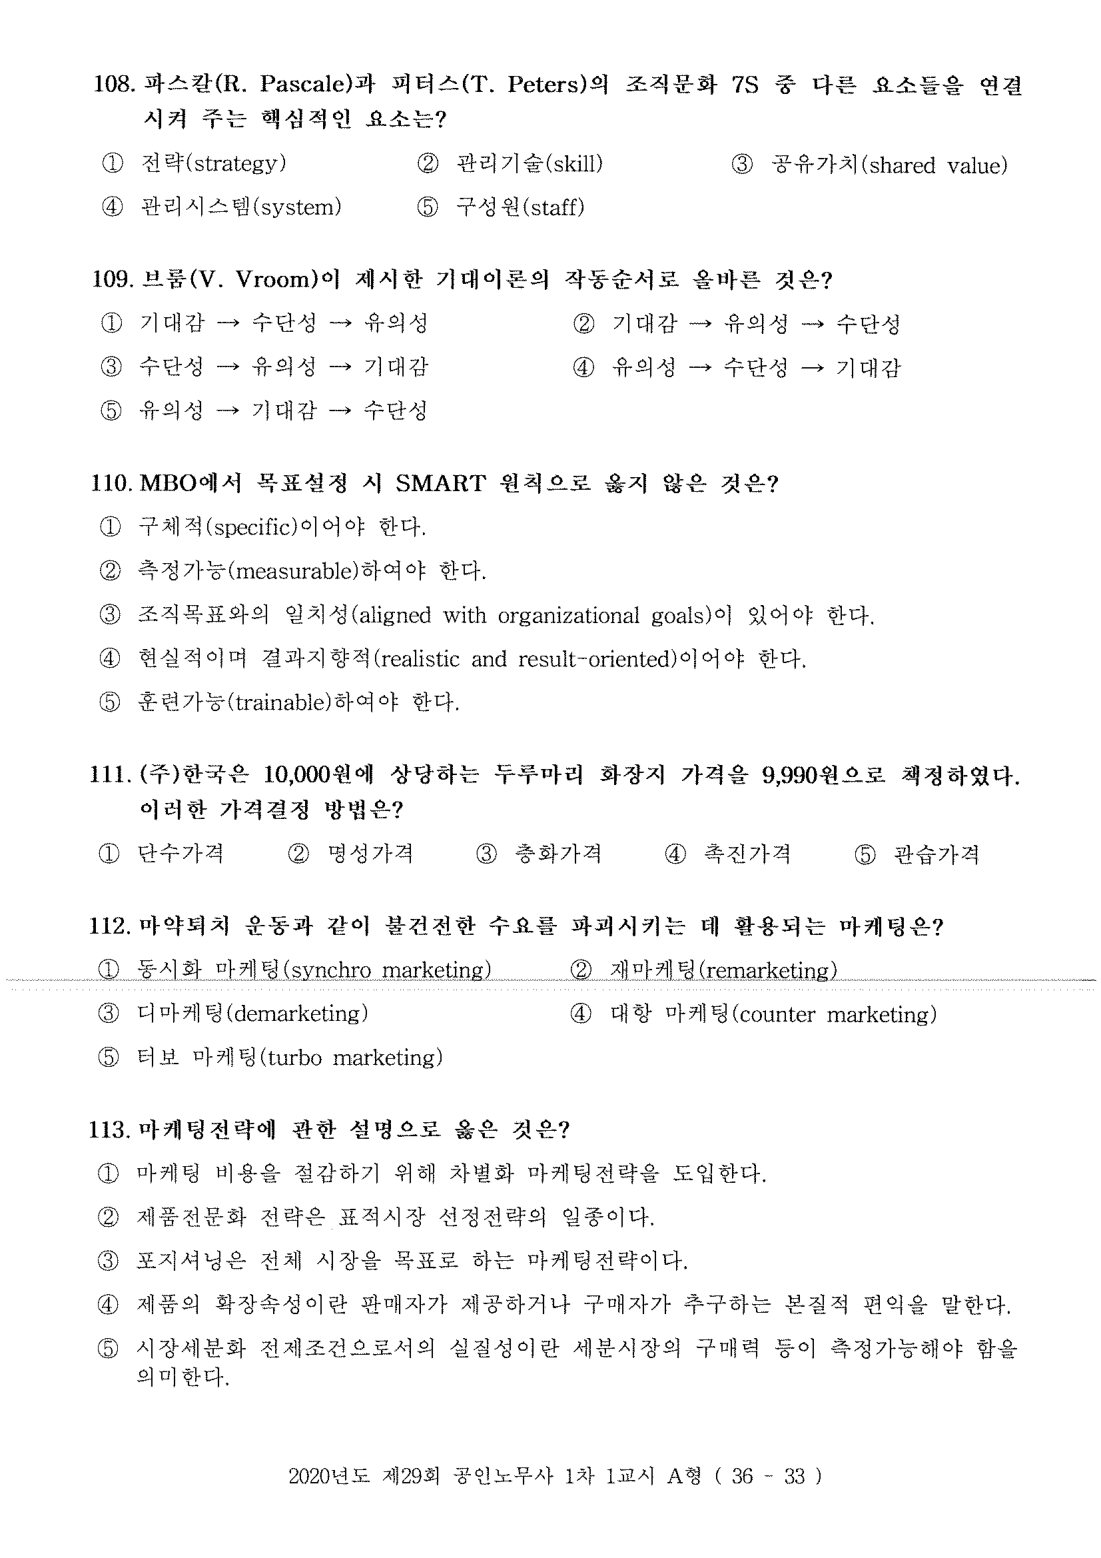 108. 파스칼(R. Pascale)과 피터스(T. Peters)의 조직문화 7S 중 다른 요소들을 연결
시켜 주는 핵심적인 요소는?
① 전략(strategy) ② 관리기술(skill) ③ 공유가치(shared value)
④ 관리시스템(system) ⑤ 구성원(staff)
109. 브룸(V. Vroom)이 제시한 기대이론의 작동순서로 올바른 것은?
① 기대감 → 수단성 → 유의성 ② 기대감 → 유의성 → 수단성
③ 수단성 → 유의성 → 기대감 ④ 유의성 → 수단성 → 기대감
⑤ 유의성 → 기대감 → 수단성
110. MBO에서 목표설정 시 SMART 원칙으로 옳지 않은 것은?
① 구체적(specific)이어야 한다.
② 측정가능(measurable)하여야 한다.
③ 조직목표와의 일치성(aligned with organizational goals)이 있어야 한다.
④ 현실적이며 결과지향적(realistic and result-oriented)이어야 한다.
⑤ 훈련가능(trainable)하여야 한다.
111. (주)한국은 10,000원에 상당하는 두루마리 화장지 가격을 9,990원으로 책정하였다.
이러한 가격결정 방법은?
① 단수가격 ② 명성가격 ③ 층화가격 ④ 촉진가격 ⑤ 관습가격
112. 마약퇴치 운동과 같이 불건전한 수요를 파괴시키는 데 활용되는 마케팅은?
① 동시화 마케팅(synchro marketing) ② 재마케팅(remarketing)
③ 디마케팅(demarketing) ④ 대항 마케팅(counter marketing)
⑤ 터보 마케팅(turbo marketing)
113. 마케팅전략에 관한 설명으로 옳은 것은?
① 마케팅 비용을 절감하기 위해 차별화 마케팅전략을 도입한다.
② 제품전문화 전략은 표적시장 선정전략의 일종이다.
③ 포지셔닝은 전체 시장을 목표로 하는 마케팅전략이다.
④ 제품의 확장속성이란 판매자가 제공하거나 구매자가 추구하는 본질적 편익을 말한다.
⑤ 시장세분화 전제조건으로서의 실질성이란 세분시장의 구매력 등이 측정가능해야 함을
의미한다.
2020년도 제29회 공인노무사 1차 1교시 A형 ( 36 - 33 )